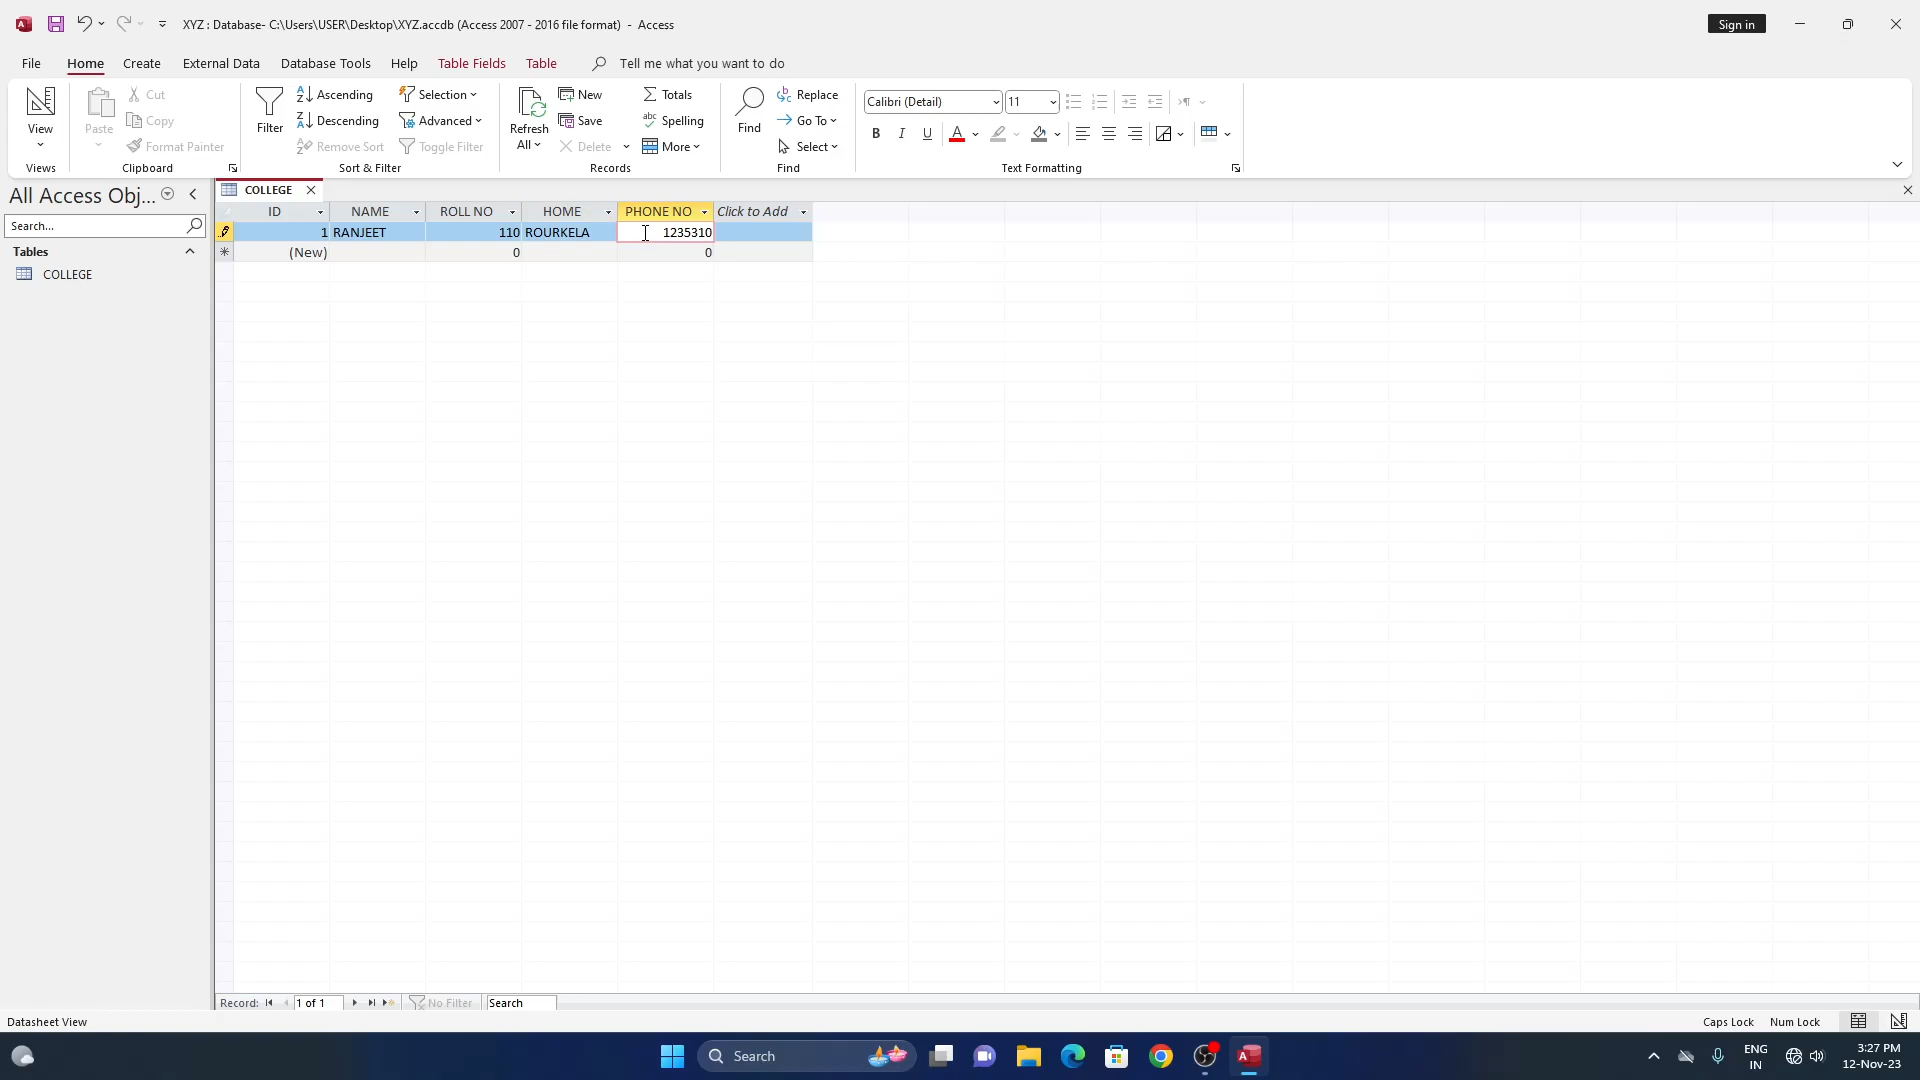 XYZ : Database- C:\Users\USER\Desktop\XYZ.accdb (Access 2007 - 2016 file format) - Access
Sign in
File Home Create External Data Database Tools Help Table Fields Table Tell me what you want to do
View
Views
Paste
Cut
Copy
Format Painter
Clipboard
Filter
Ascending
Descending
Remove Sort
Selection
Advanced
Toggle Filter
Sort & Filter
Refresh
All
New
Save
Delete
Totals
Spelling
More
Records
Find
Replace
Go To
Select
Find
Calibri (Detail) 11
B I U A
Text Formatting
All Access Obj...
Search...
Tables
COLLEGE
COLLEGE
ID NAME ROLL NO HOME PHONE NO Click to Add
1 RANJEET 110 ROURKELA 1235310
(New) 0 0
Record: 1 of 1 No Filter Search
Datasheet View Caps Lock Num Lock
Search
ENG
IN
3:27 PM
12-Nov-23